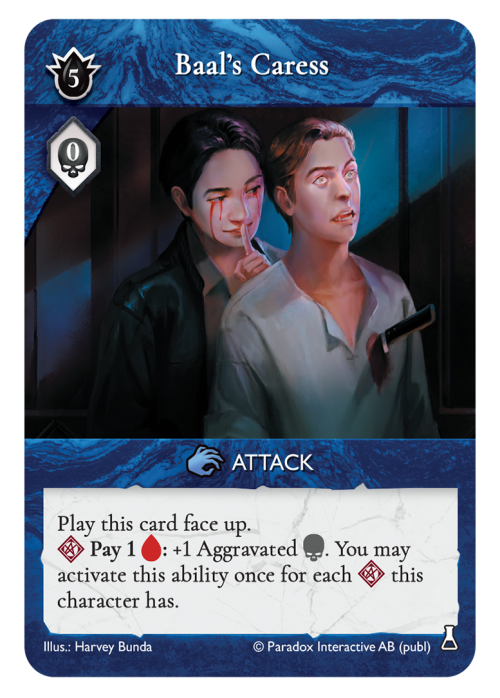 5
Baal's Caress
0
ATTACK
Play this card face up.
Pay 1 : +1 Aggravated . You may
activate this ability once for each this
character has.
Illus.: Harvey Bunda © Paradox Interactive AB (publ)